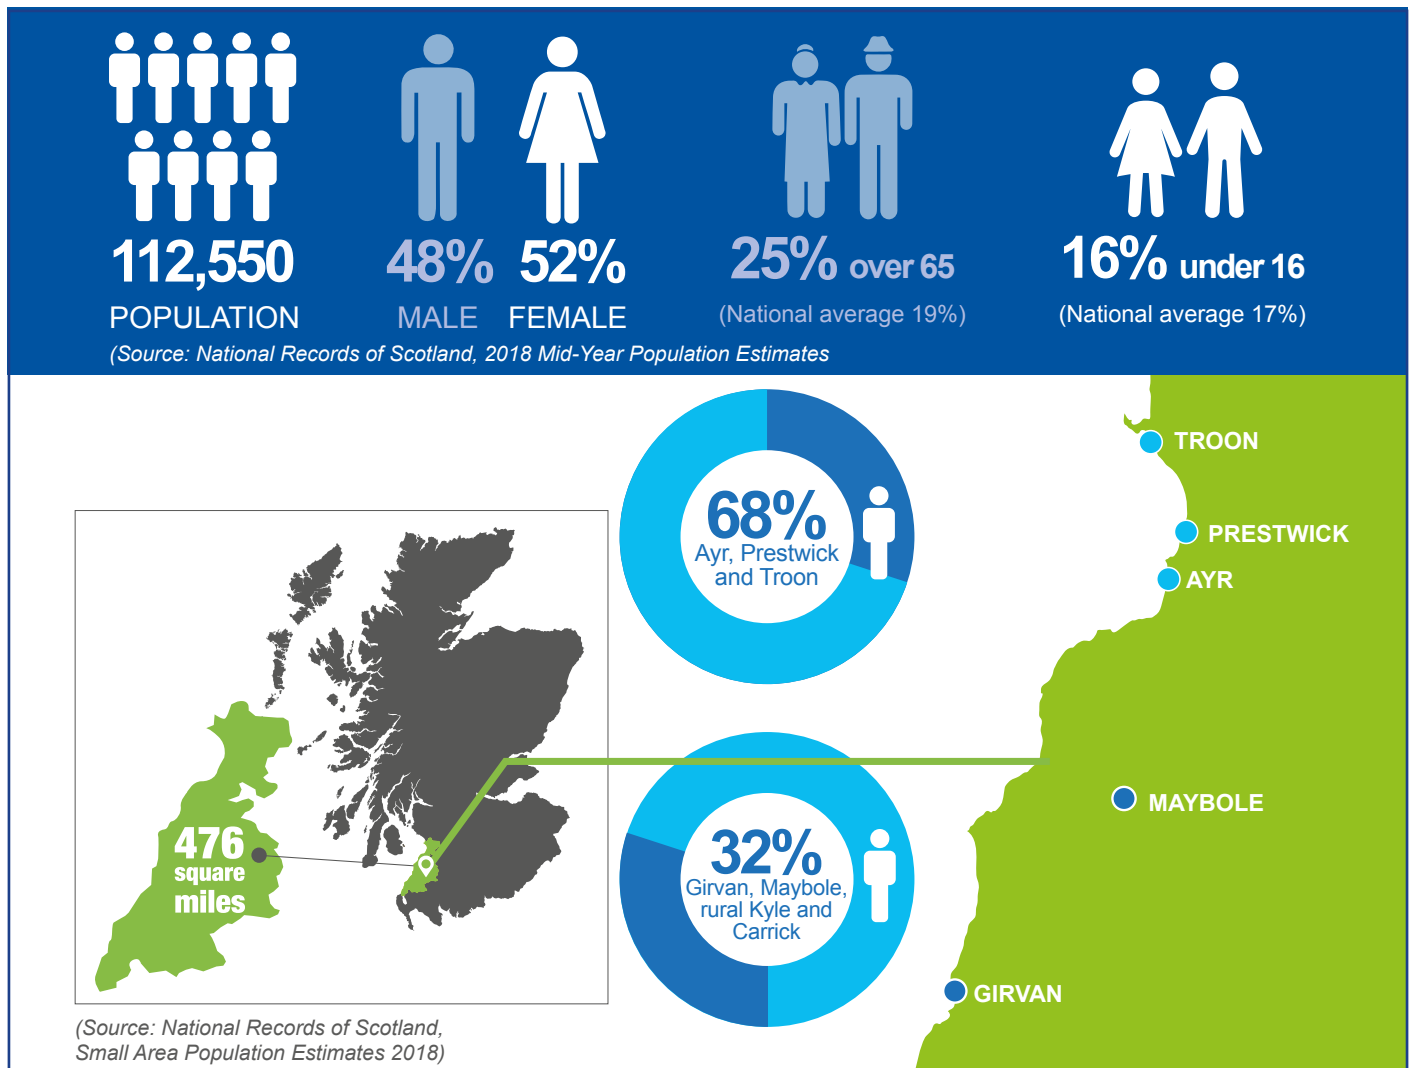 112,550
POPULATION
48%
MALE
52%
FEMALE
25% over 65
(National average 19%)
16% under 16
(National average 17%)
(Source: National Records of Scotland, 2018 Mid-Year Population Estimates
68%
Ayr, Prestwick
and Troon
32%
Girvan, Maybole,
rural Kyle and
Carrick
476
square
miles
(Source: National Records of Scotland,
Small Area Population Estimates 2018)
TROON
PRESTWICK
AYR
MAYBOLE
GIRVAN